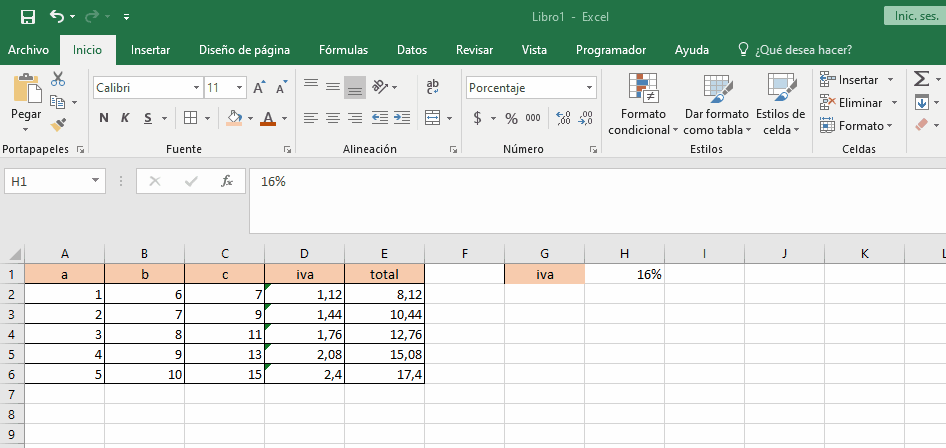 Libro1 - Excel
Inic. ses.
Archivo Inicio Insertar Diseño de página Fórmulas Datos Revisar Vista Programador Ayuda ¿Qué desea hacer?
Pegar
Calibri 11
A A
N K S A
ab
c
Porcentaje
$ % 000
,00 ,0
Formato condicional
Dar formato como tabla
Estilos de celda
Insertar
Eliminar
Formato
Portapapeles Fuente Alineación Número Estilos Celdas
H1 fx 16%
A B C D E F G H I J K L
1 a b c iva total iva 16%
2 1 6 7 1,12 8,12
3 2 7 9 1,44 10,44
4 3 8 11 1,76 12,76
5 4 9 13 2,08 15,08
6 5 10 15 2,4 17,4
7
8
9